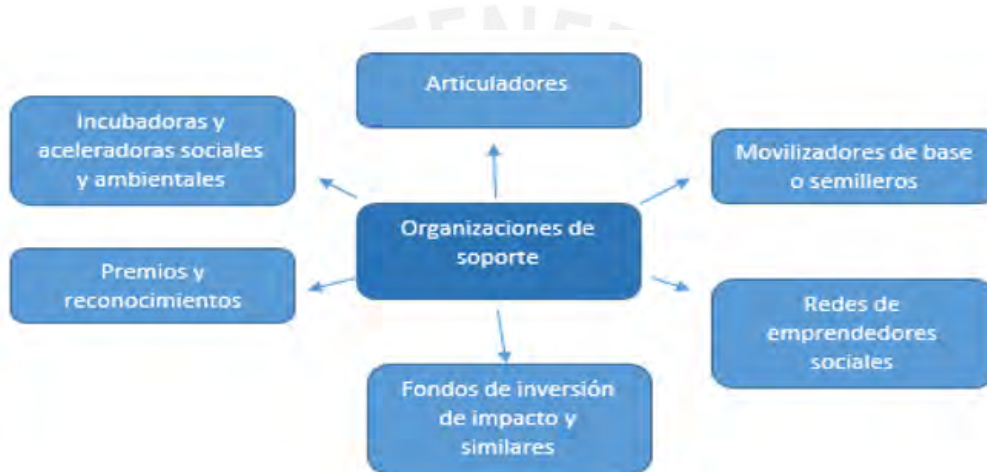 TENE
Articuladores
Incubadoras y
aceleradoras sociales
y ambientales
Movilizadores de base
o semilleros
Organizaciones de
soporte
Premios y
reconocimientos
Redes de
emprendedores
sociales
Fondos de inversión
de impacto y
similares